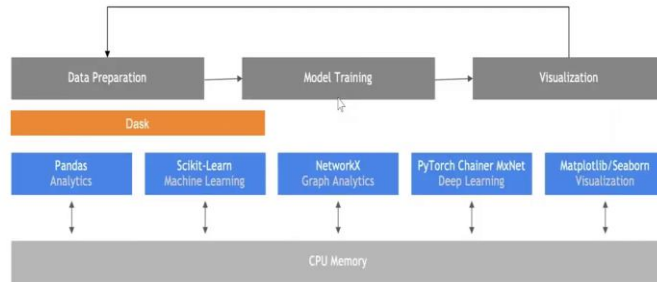 Data Preparation
Model Training
Visualization
Dask
Pandas
Analytics
Scikit-Learn
Machine Learning
NetworkX
Graph Analytics
PyTorch Chainer MxNet
Deep Learning
Matplotlib/Seaborn
Visualization
CPU Memory